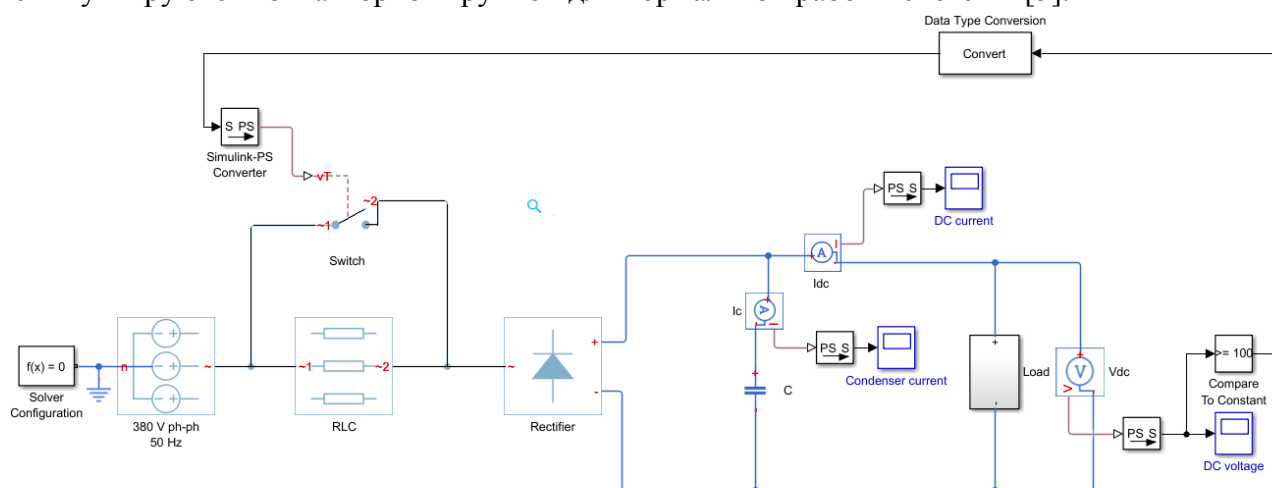 Data Type Conversion
Convert
S PS
Simulink-PS
Converter
vT
~2
~1
Switch
PS S
DC current
A
Idc
Ic
A
PS S
Condenser current
f(x) = 0
Solver
Configuration
n
~
380 V ph-ph
50 Hz
~1
~2
RLC
~
+
-
Rectifier
+
C
-
+
-
Load
+
V
V
Vdc
>= 100
Compare
To Constant
PS S
DC voltage